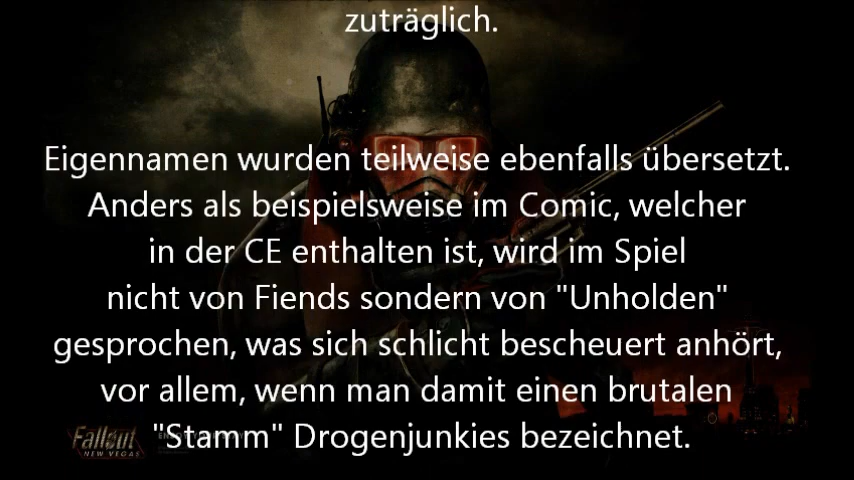 zuträglich.
Eigennamen wurden teilweise ebenfalls übersetzt.
Anders als beispielsweise im Comic, welcher
in der CE enthalten ist, wird im Spiel
nicht von Fiends sondern von "Unholden"
gesprochen, was sich schlicht bescheuert anhört,
vor allem, wenn man damit einen brutalen
"Stamm" Drogenjunkies bezeichnet.
Fallout
NEW VEGAS